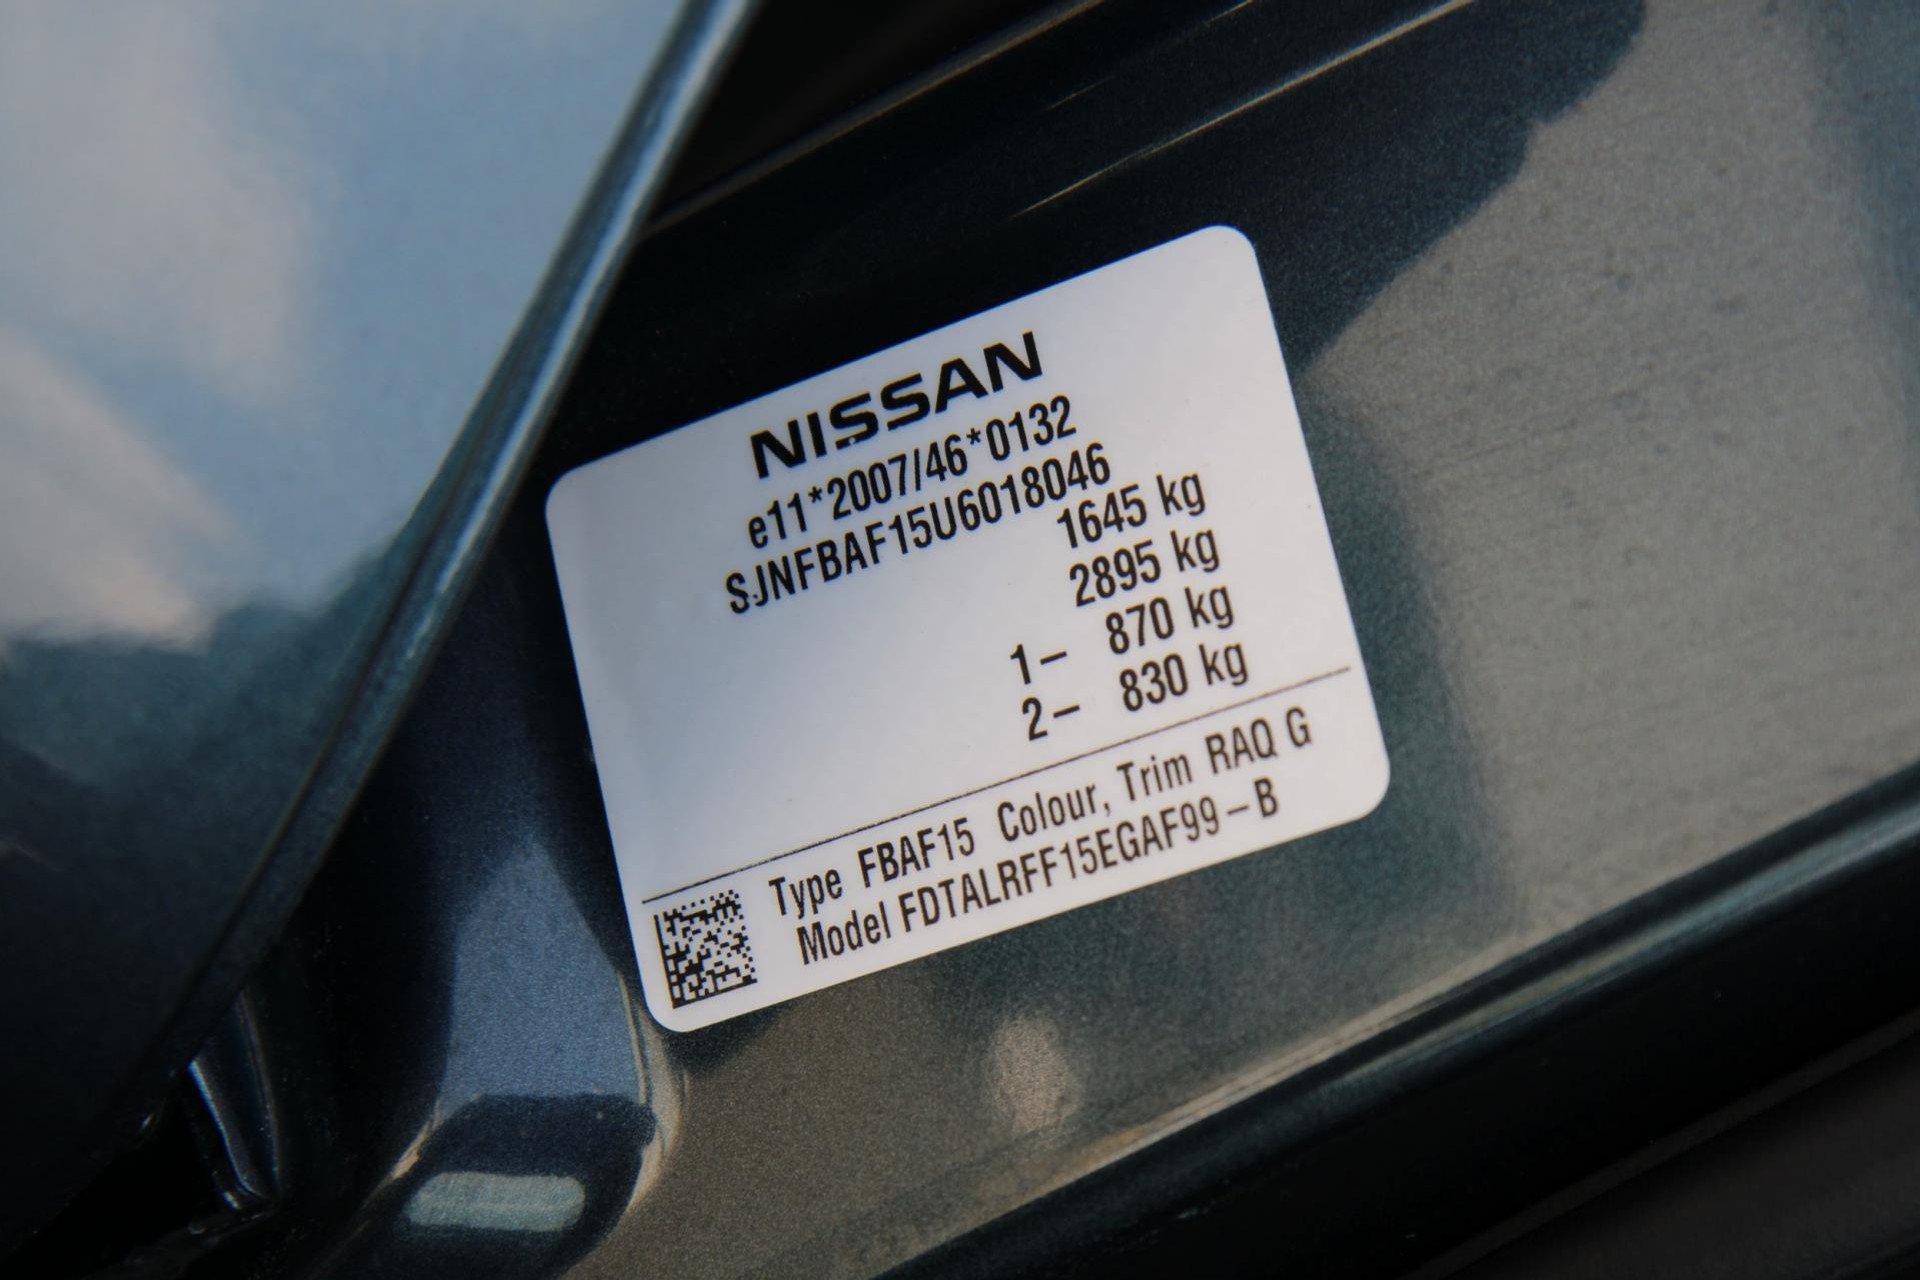 NISSAN
e11*2007/46*0132
SJNFBAF15U6018046
1645 kg
2895 kg
1– 870 kg
2– 830 kg
Type FBAF15 Colour, Trim RAQ G
Model FDTALRFF15EGAF99–B